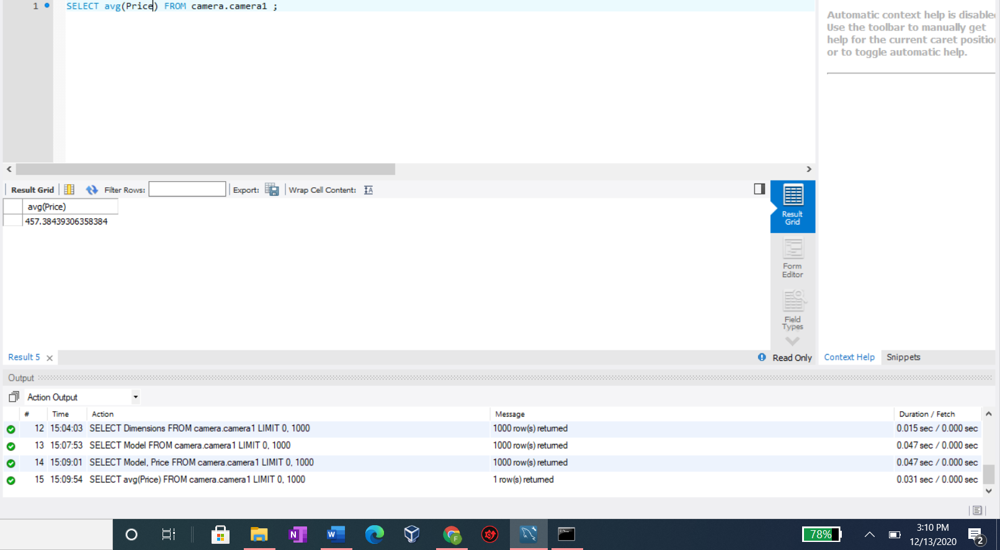 1 SELECT avg(Price) FROM camera.camera1 ;
Automatic context help is disabled
Use the toolbar to manually get
help for the current caret position
or to toggle automatic help.
Result Grid Filter Rows: Export: Wrap Cell Content:
avg(Price)
457.38439306358384
Result
Grid
Form
Editor
Field
Types
Result 5 Read Only Context Help Snippets
Output
Action Output
# Time Action Message Duration / Fetch
12 15:04:03 SELECT Dimensions FROM camera.camera1 LIMIT 0, 1000 1000 row(s) returned 0.015 sec / 0.000 sec
13 15:07:53 SELECT Model FROM camera.camera1 LIMIT 0, 1000 1000 row(s) returned 0.047 sec / 0.000 sec
14 15:09:01 SELECT Model, Price FROM camera.camera1 LIMIT 0, 1000 1000 row(s) returned 0.047 sec / 0.000 sec
15 15:09:54 SELECT avg(Price) FROM camera.camera1 LIMIT 0, 1000 1 row(s) returned 0.031 sec / 0.000 sec
N W F 78% 3:10 PM
12/13/2020 2